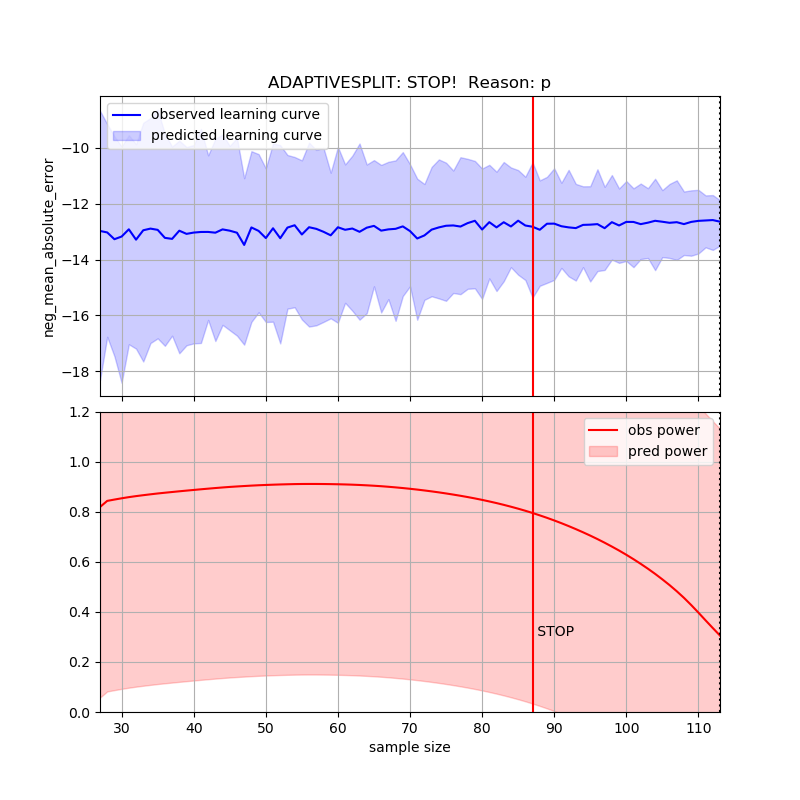 ADAPTIVESPLIT: STOP!  Reason: p
observed learning curve
predicted learning curve
neg_mean_absolute_error
−10
−12
−14
−16
−18
obs power
pred power
1.2
1.0
0.8
0.6
0.4
0.2
0.0
STOP
30 40 50 60 70 80 90 100 110
sample size